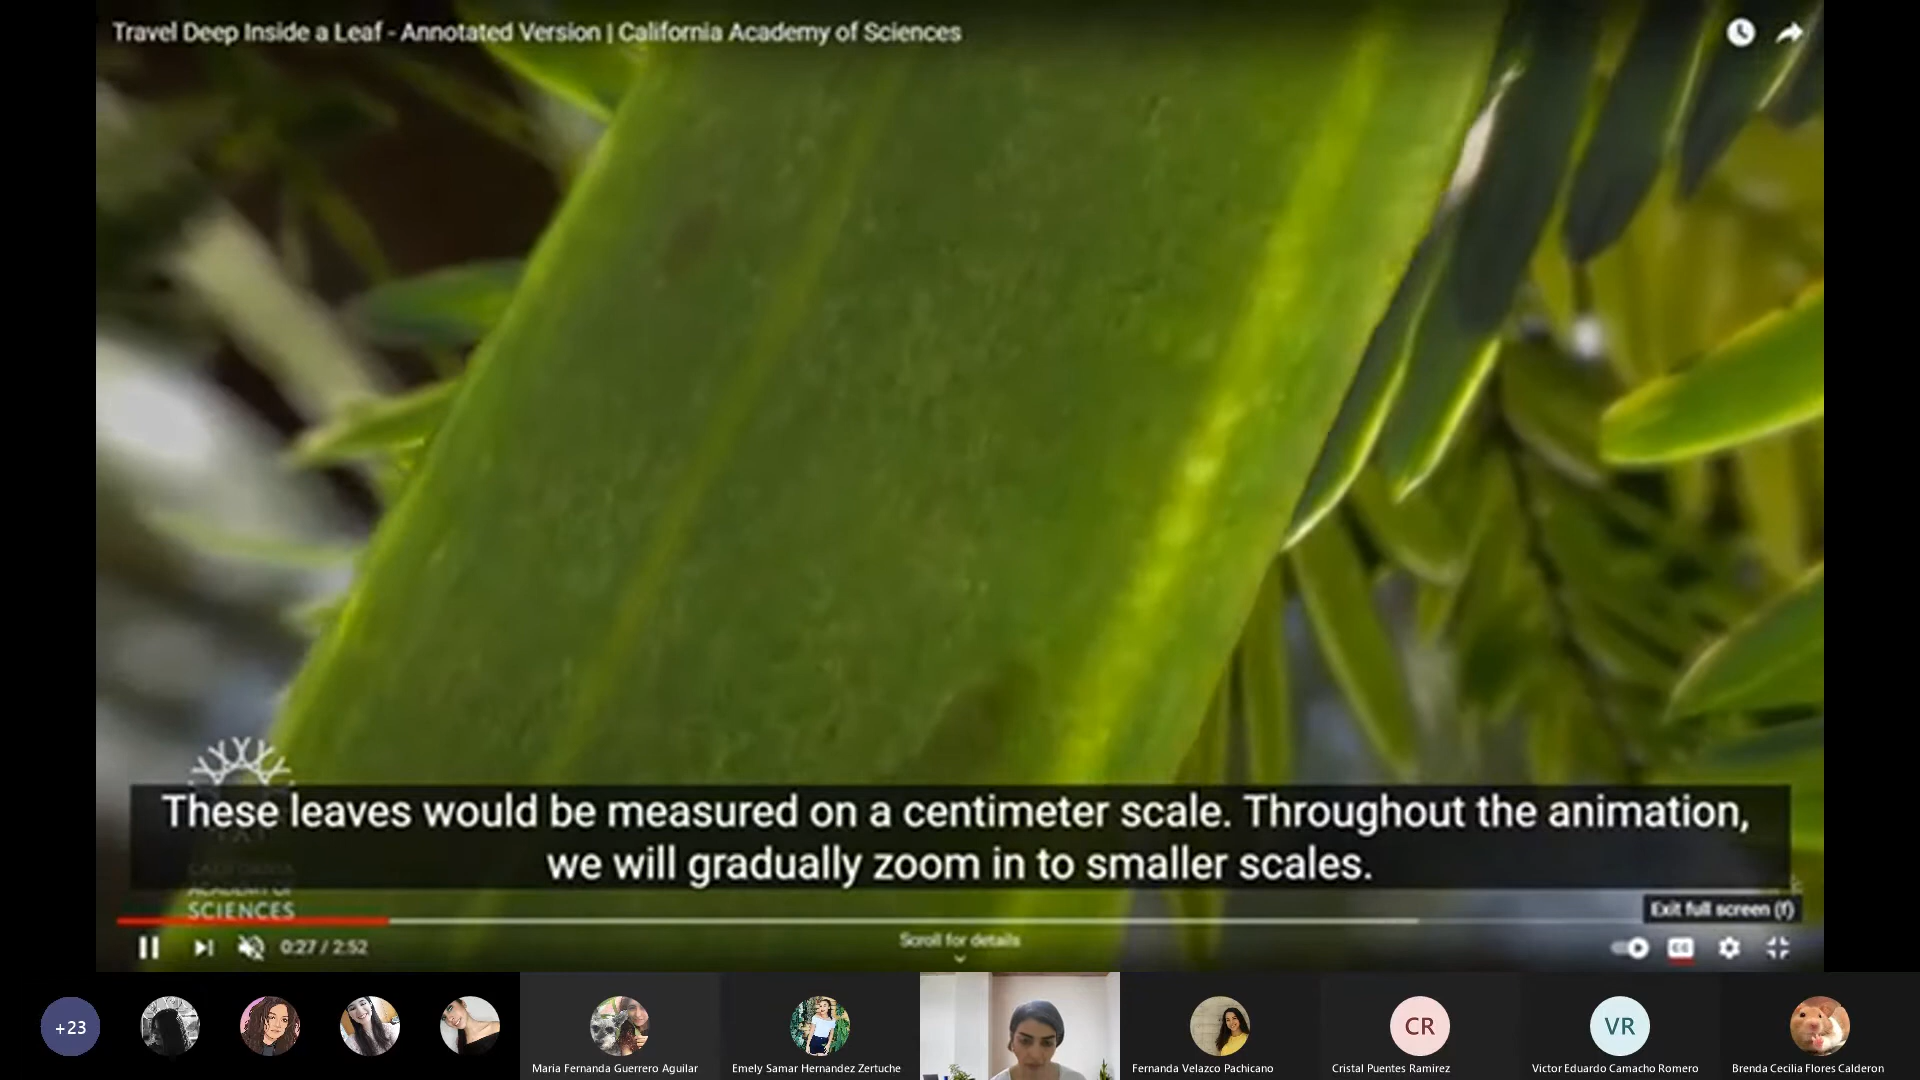 Travel Deep Inside a Leaf - Annotated Version | California Academy of Sciences
These leaves would be measured on a centimeter scale. Throughout the animation,
we will gradually zoom in to smaller scales.
ACADEMY OF
SCIENCES
Exit full screen (f)
0:27 / 2:52
Scroll for details
CC
+23
CR
VR
Maria Fernanda Guerrero Aguilar
Emely Samar Hernandez Zertuche
Fernanda Velazco Pachicano
Cristal Puentes Ramirez
Victor Eduardo Camacho Romero
Brenda Cecilia Flores Calderon